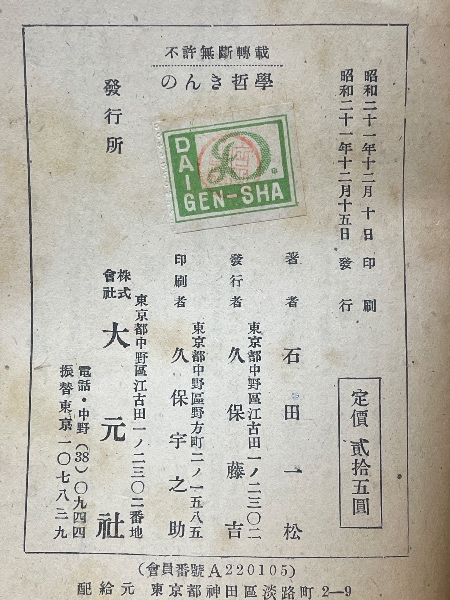 不許無斷轉載
のんき哲學
昭和二十一年十二月十日印刷
昭和二十一年十二月十五日發行
定價 貳拾五圓
DAI
GEN-SHA
著者 石田一松
東京都中野區江古田一ノ二三〇二
發行者 久保藤吉
東京都中野區野方町二ノ一五八五
印刷者 久保宇之助
東京都中野區江古田一ノ二三〇二番地
發行所 株式會社 大元社
電話・中野(38)〇九四四
振替東京一〇七八三九
(會員番號A220105)
配給元 東京都神田區淡路町2—9